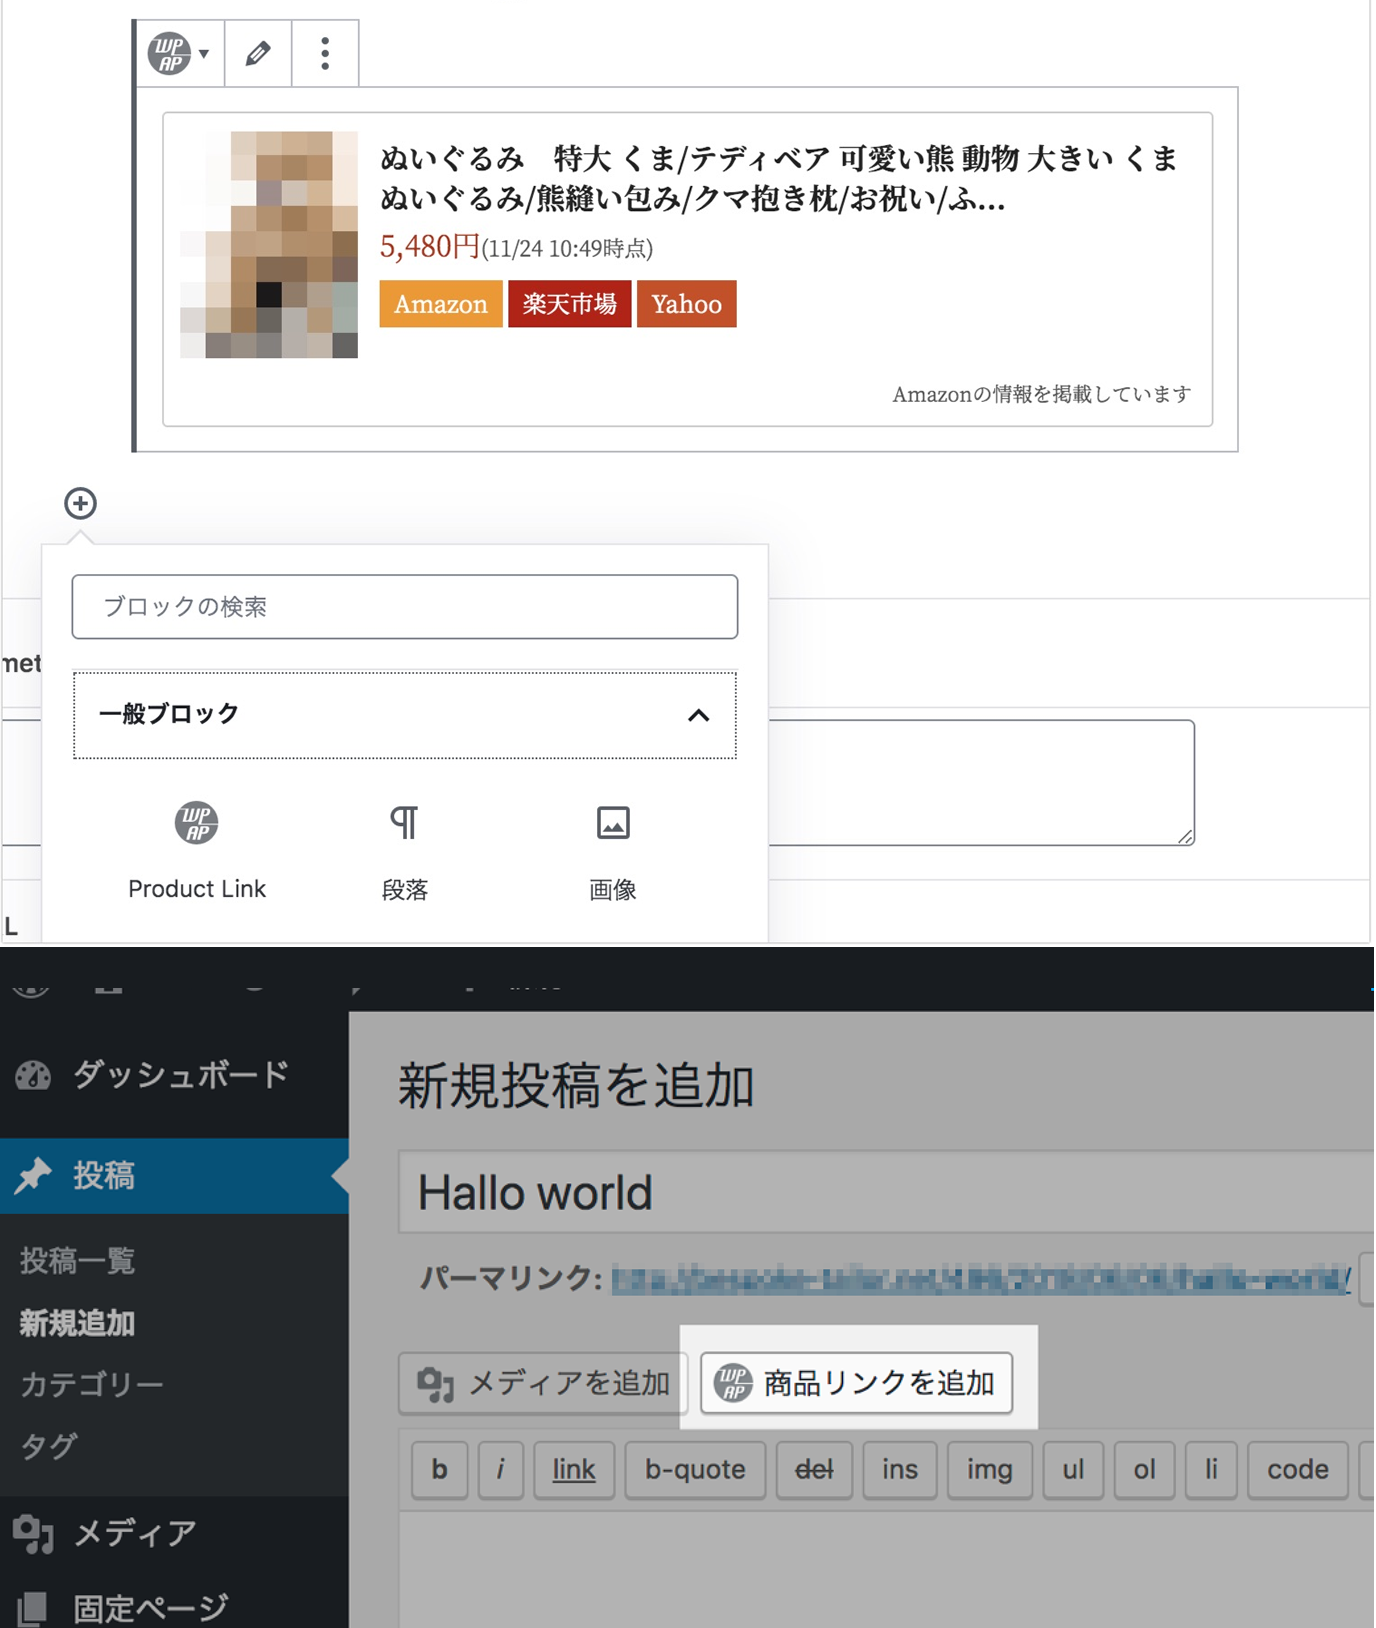 WP
AP
ぬいぐるみ　特大 くま/テディベア 可愛い熊 動物 大きい くま
ぬいぐるみ/熊縫い包み/クマ抱き枕/お祝い/ふ...
5,480円(11/24 10:49時点)
Amazon 楽天市場 Yahoo
Amazonの情報を掲載しています
ブロックの検索
met
一般ブロック
WP
AP
Product Link 段落 画像
L
ダッシュボード
新規投稿を追加
投稿
Hallo world
投稿一覧
パーマリンク:
新規追加
カテゴリー
メディアを追加
WP
AP
商品リンクを追加
タグ
b i link b-quote del ins img ul ol li code
メディア
固定ページ